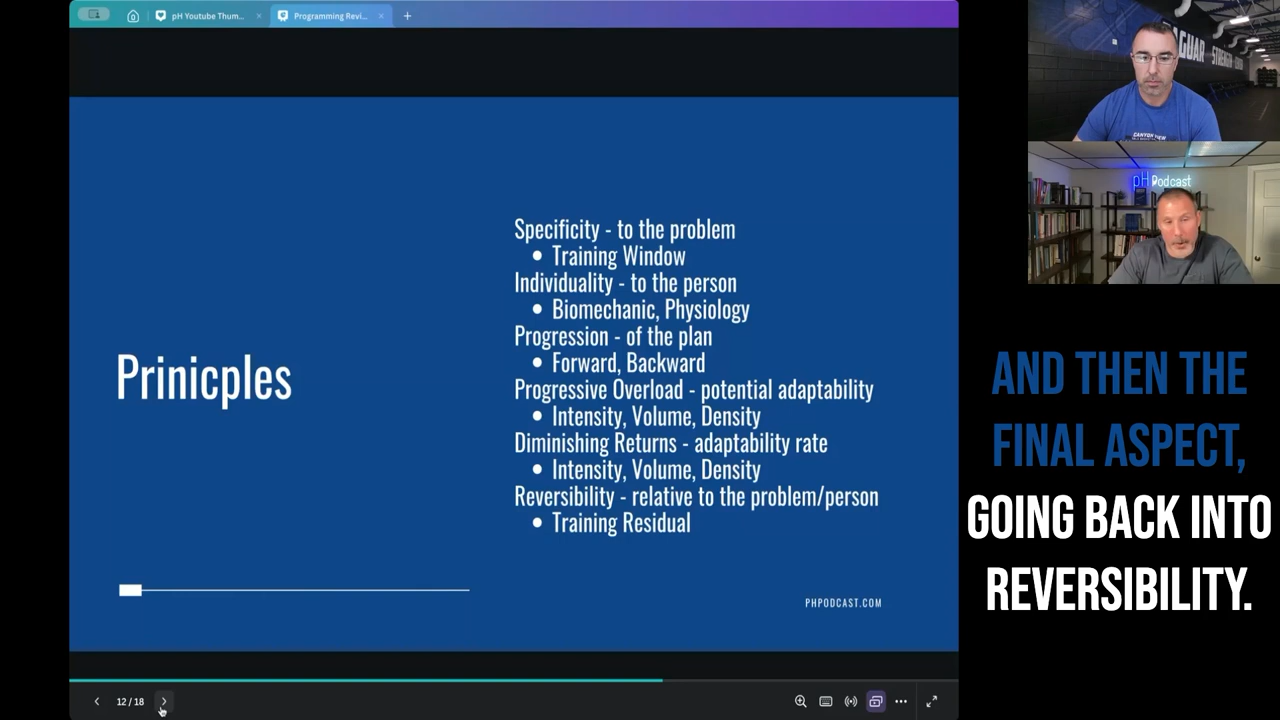 pH Youtube Thum...
Programming Revi...
Prinicples
Specificity - to the problem
• Training Window
Individuality - to the person
• Biomechanic, Physiology
Progression - of the plan
• Forward, Backward
Progressive Overload - potential adaptability
• Intensity, Volume, Density
Diminishing Returns - adaptability rate
• Intensity, Volume, Density
Reversibility - relative to the problem/person
• Training Residual
PHPODCAST.COM
12 / 18
pH Podcast
AND THEN THE
FINAL ASPECT,
GOING BACK INTO
REVERSIBILITY.